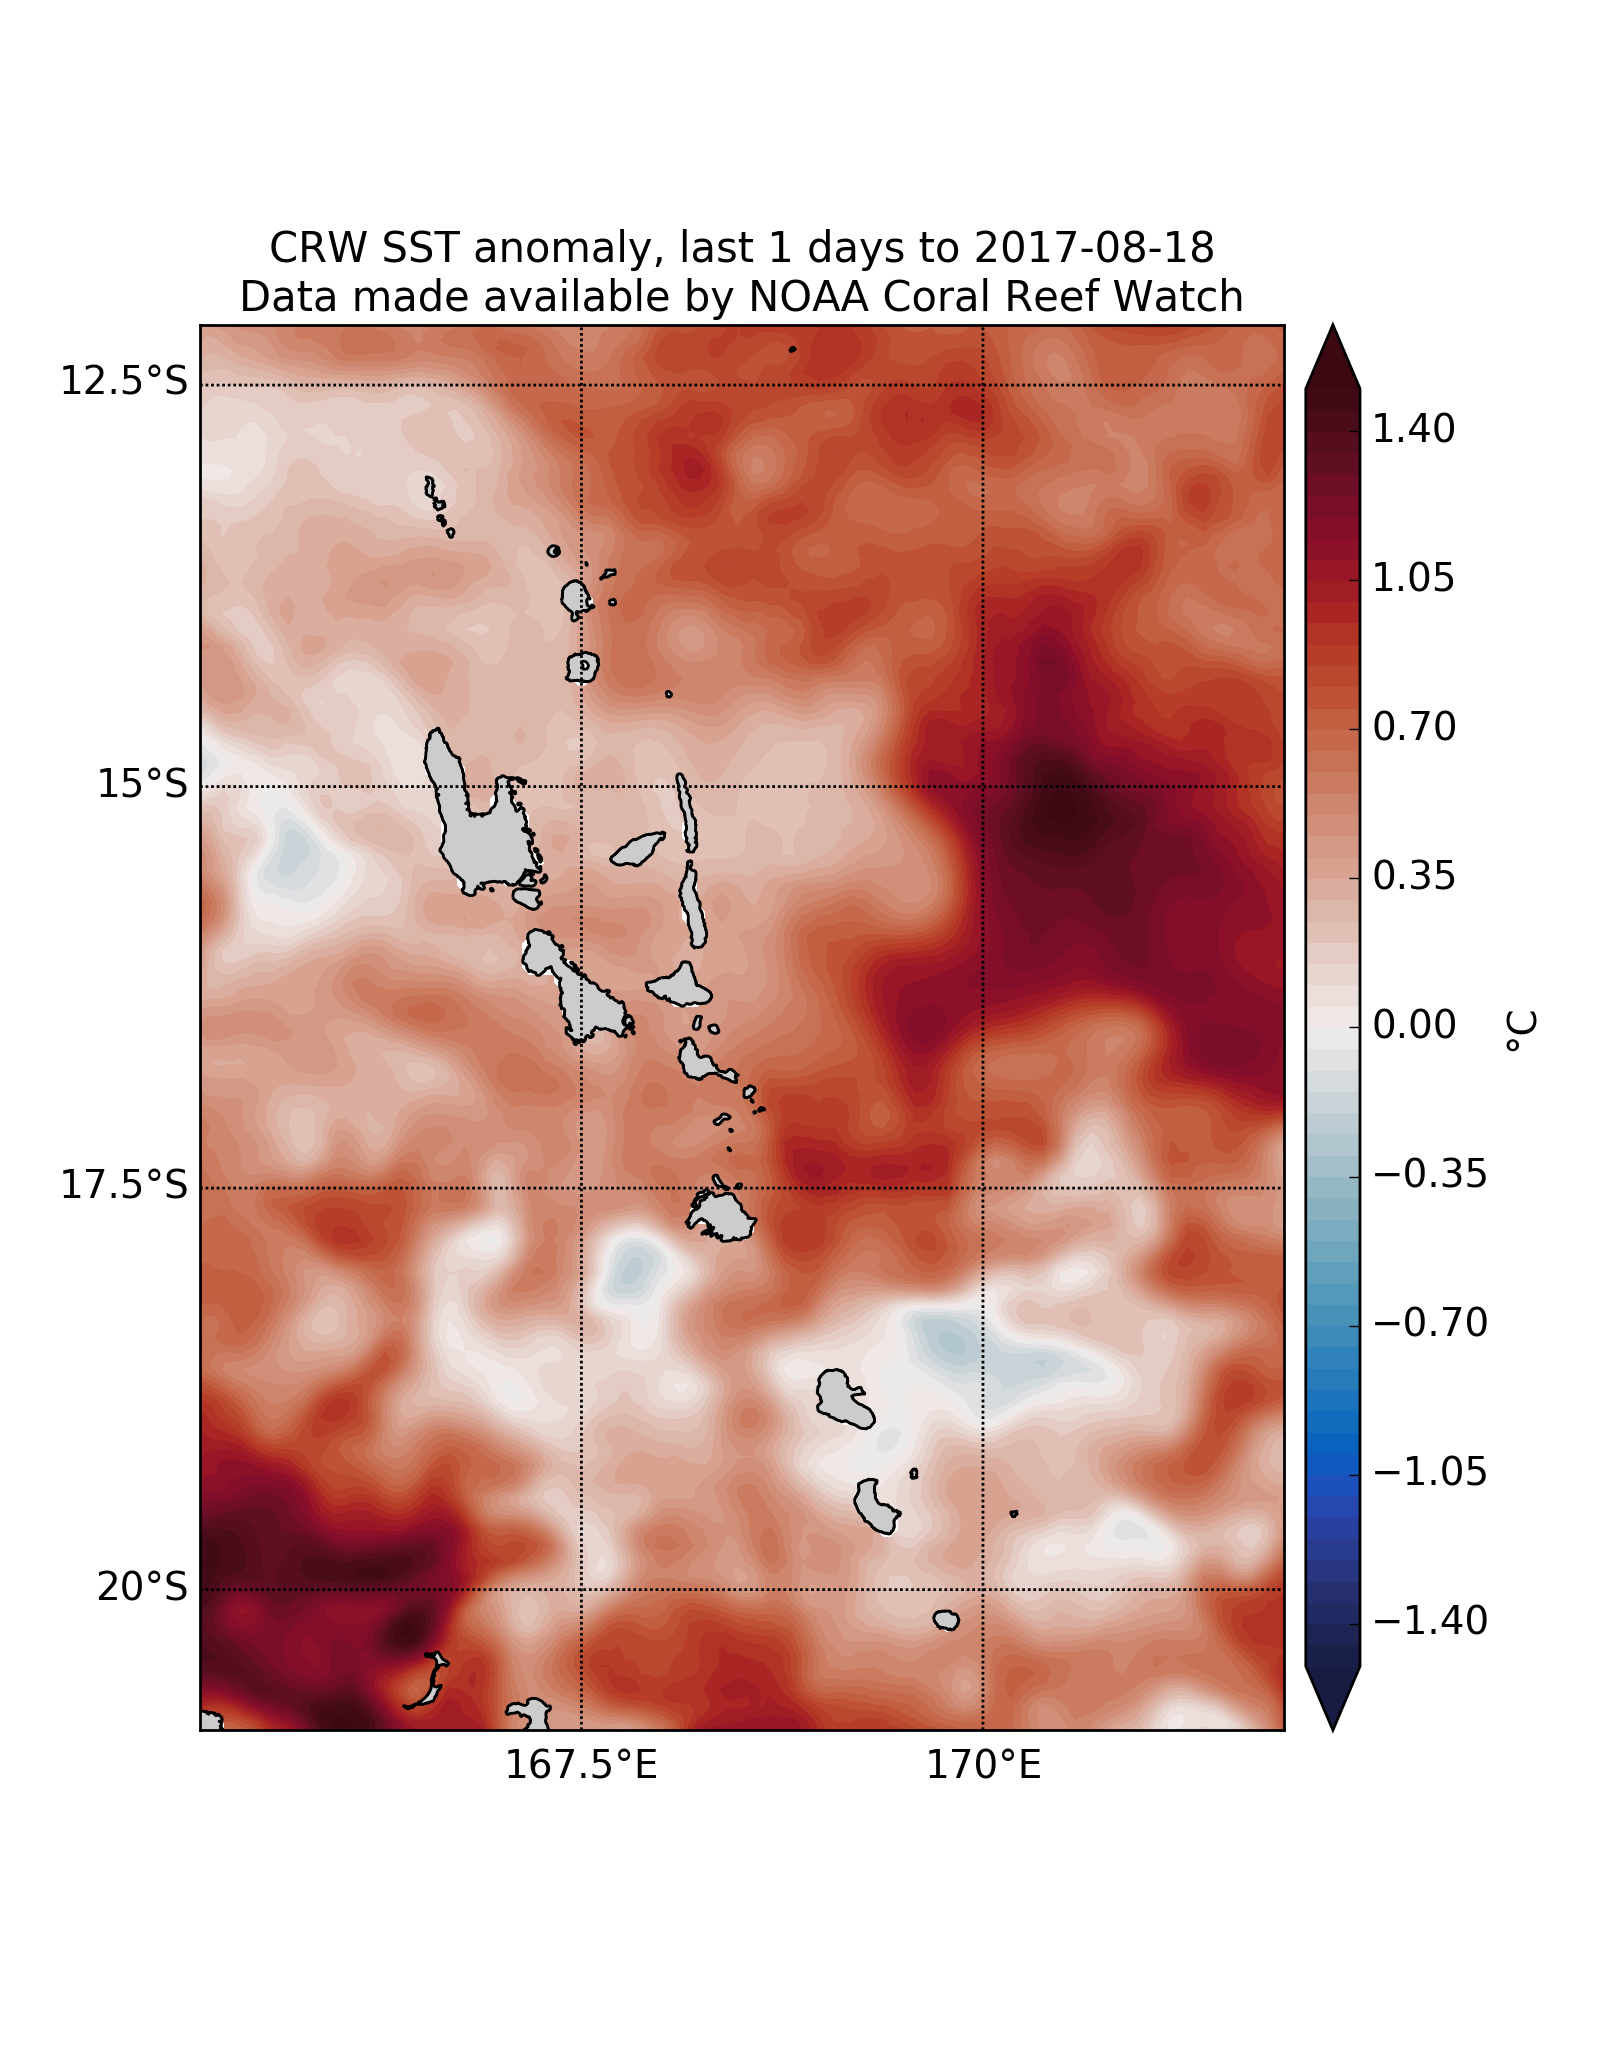 CRW SST anomaly, last 1 days to 2017-08-18
Data made available by NOAA Coral Reef Watch
12.5°S
15°S
17.5°S
20°S
167.5°E
170°E
1.40
1.05
0.70
0.35
0.00
−0.35
−0.70
−1.05
−1.40
°C